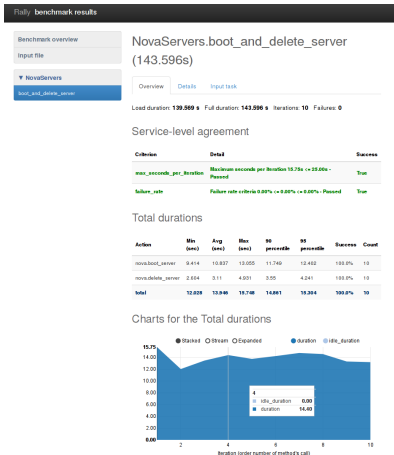 Rally benchmark results
Benchmark overview
Input file
▼ NovaServers
boot_and_delete_server
NovaServers.boot_and_delete_server
(143.596s)
Overview Details Input task
Load duration: 139.569 s Full duration: 143.596 s Iterations: 10 Failures: 0
Service-level agreement
Criterion Detail Success
max_seconds_per_iteration Maximum seconds per iteration 15.75s <= 25.00s - Passed True
failure_rate Failure rate criteria 0.00% <= 0.00% <= 0.00% - Passed True
Total durations
Action Min (sec) Avg (sec) Max (sec) 90 percentile 95 percentile Success Count
nova.boot_server 9.414 10.837 13.055 11.749 12.402 100.0% 10
nova.delete_server 2.604 3.11 4.931 3.55 4.241 100.0% 10
total 12.028 13.946 15.748 14.861 15.304 100.0% 10
Charts for the Total durations
Stacked Stream Expanded duration idle_duration
15.75
14.00
12.00
10.00
8.00
6.00
4.00
2.00
0.00
4
idle_duration 0.00
duration 14.40
2 4 6 8 10
Iteration (order number of method's call)